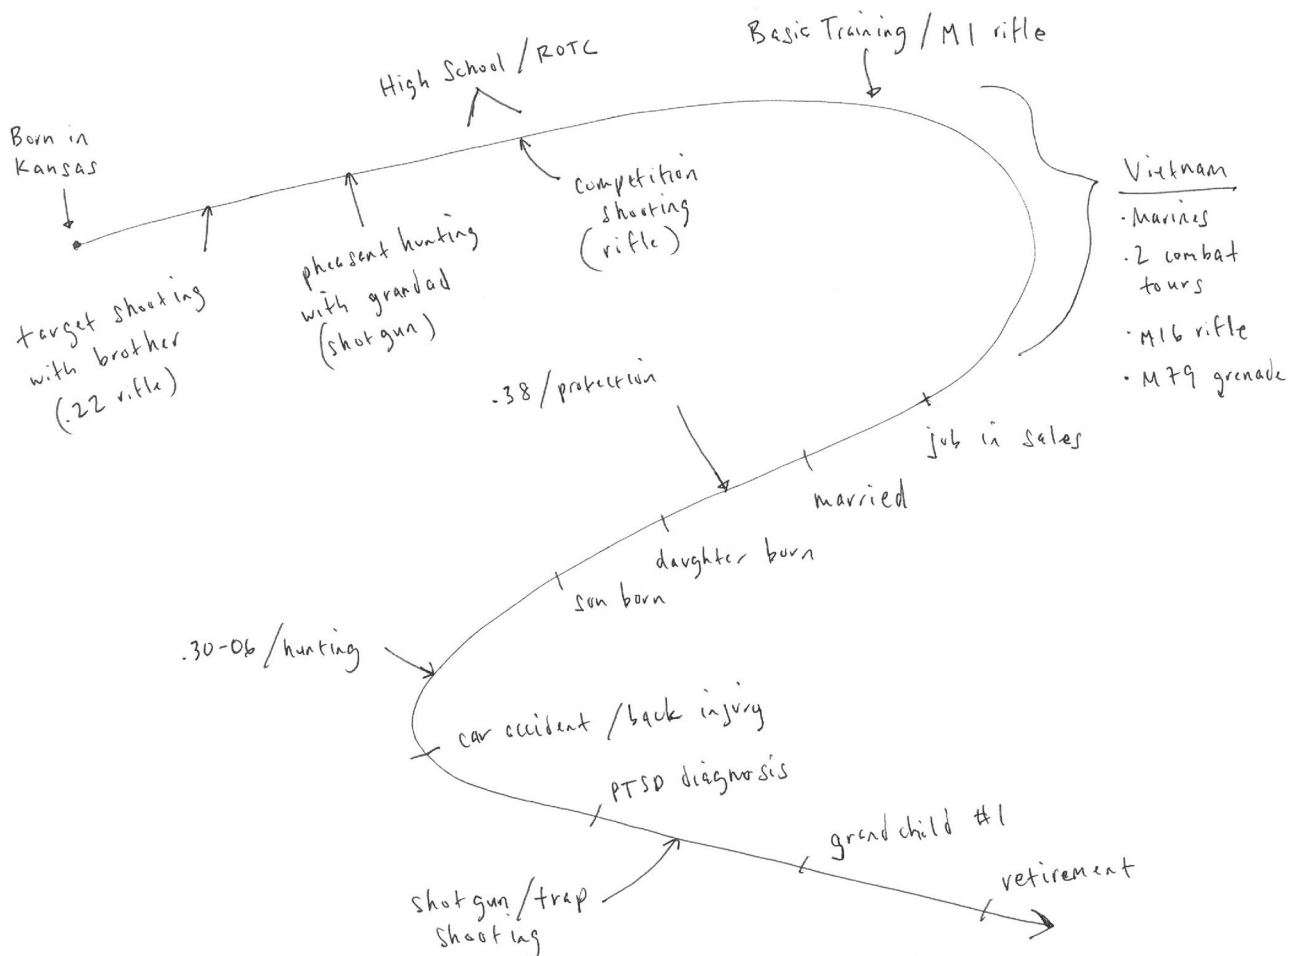 Basic Training / M1 rifle
High School / ROTC
Born in
Kansas
competition
shooting
(rifle)
pheasant hunting
with grandad
(shotgun)
target shooting
with brother
(.22 rifle)
Vietnam
· Marines
· 2 combat
tours
· M16 rifle
· M79 grenade
.38 / protection
job in sales
married
daughter born
son born
.30-06 / hunting
car accident / back injury
PTSD diagnosis
grandchild #1
retirement
shotgun / trap
shooting